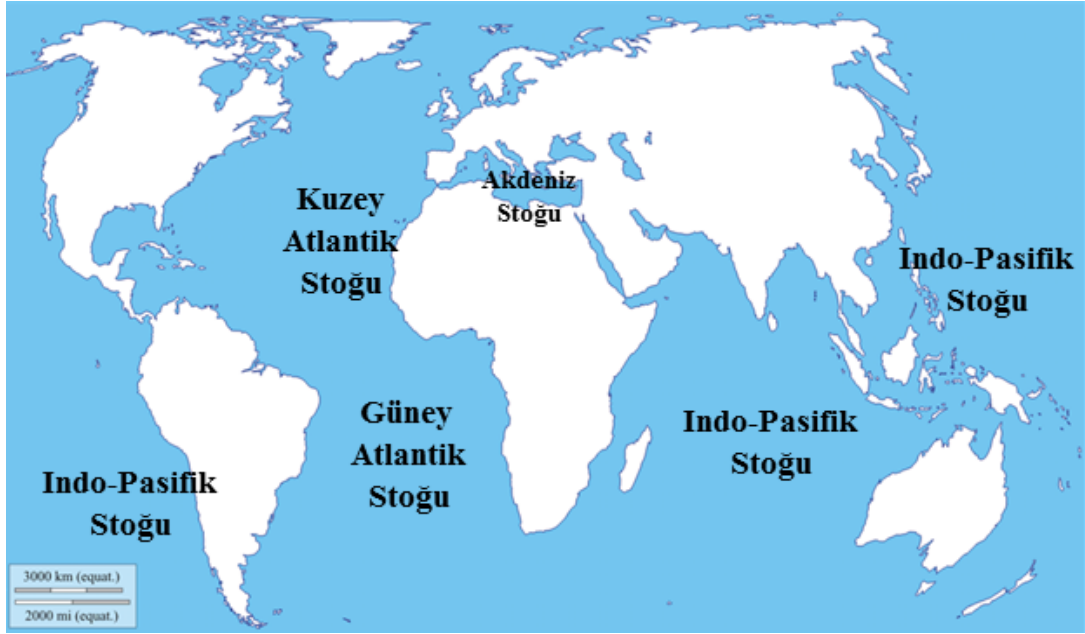 Akdeniz
Stoğu
Kuzey
Atlantik
Stoğu
Indo-Pasifik
Stoğu
Güney
Atlantik
Stoğu
Indo-Pasifik
Stoğu
Indo-Pasifik
Stoğu
3000 km (equat.)
2000 mi (equat.)